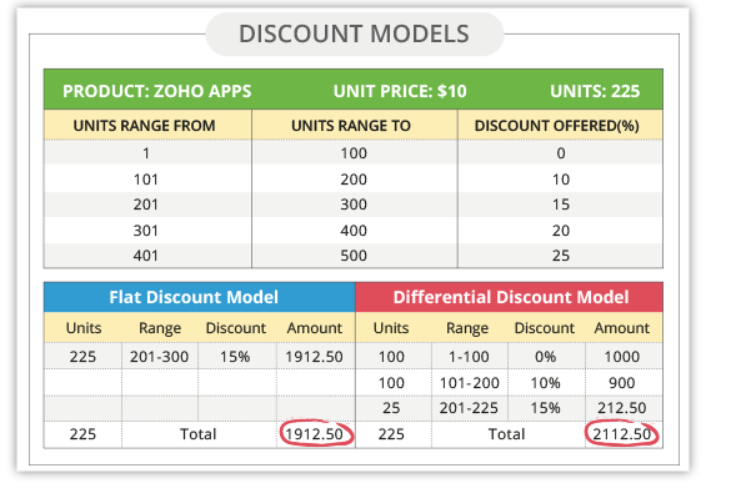 DISCOUNT MODELS
PRODUCT: ZOHO APPS UNIT PRICE: $10 UNITS: 225
UNITS RANGE FROM UNITS RANGE TO DISCOUNT OFFERED(%)
1 100 0
101 200 10
201 300 15
301 400 20
401 500 25
Flat Discount Model Differential Discount Model
Units Range Discount Amount Units Range Discount Amount
225 201-300 15% 1912.50 100 1-100 0% 1000
100 101-200 10% 900
25 201-225 15% 212.50
225 Total 1912.50 225 Total 2112.50